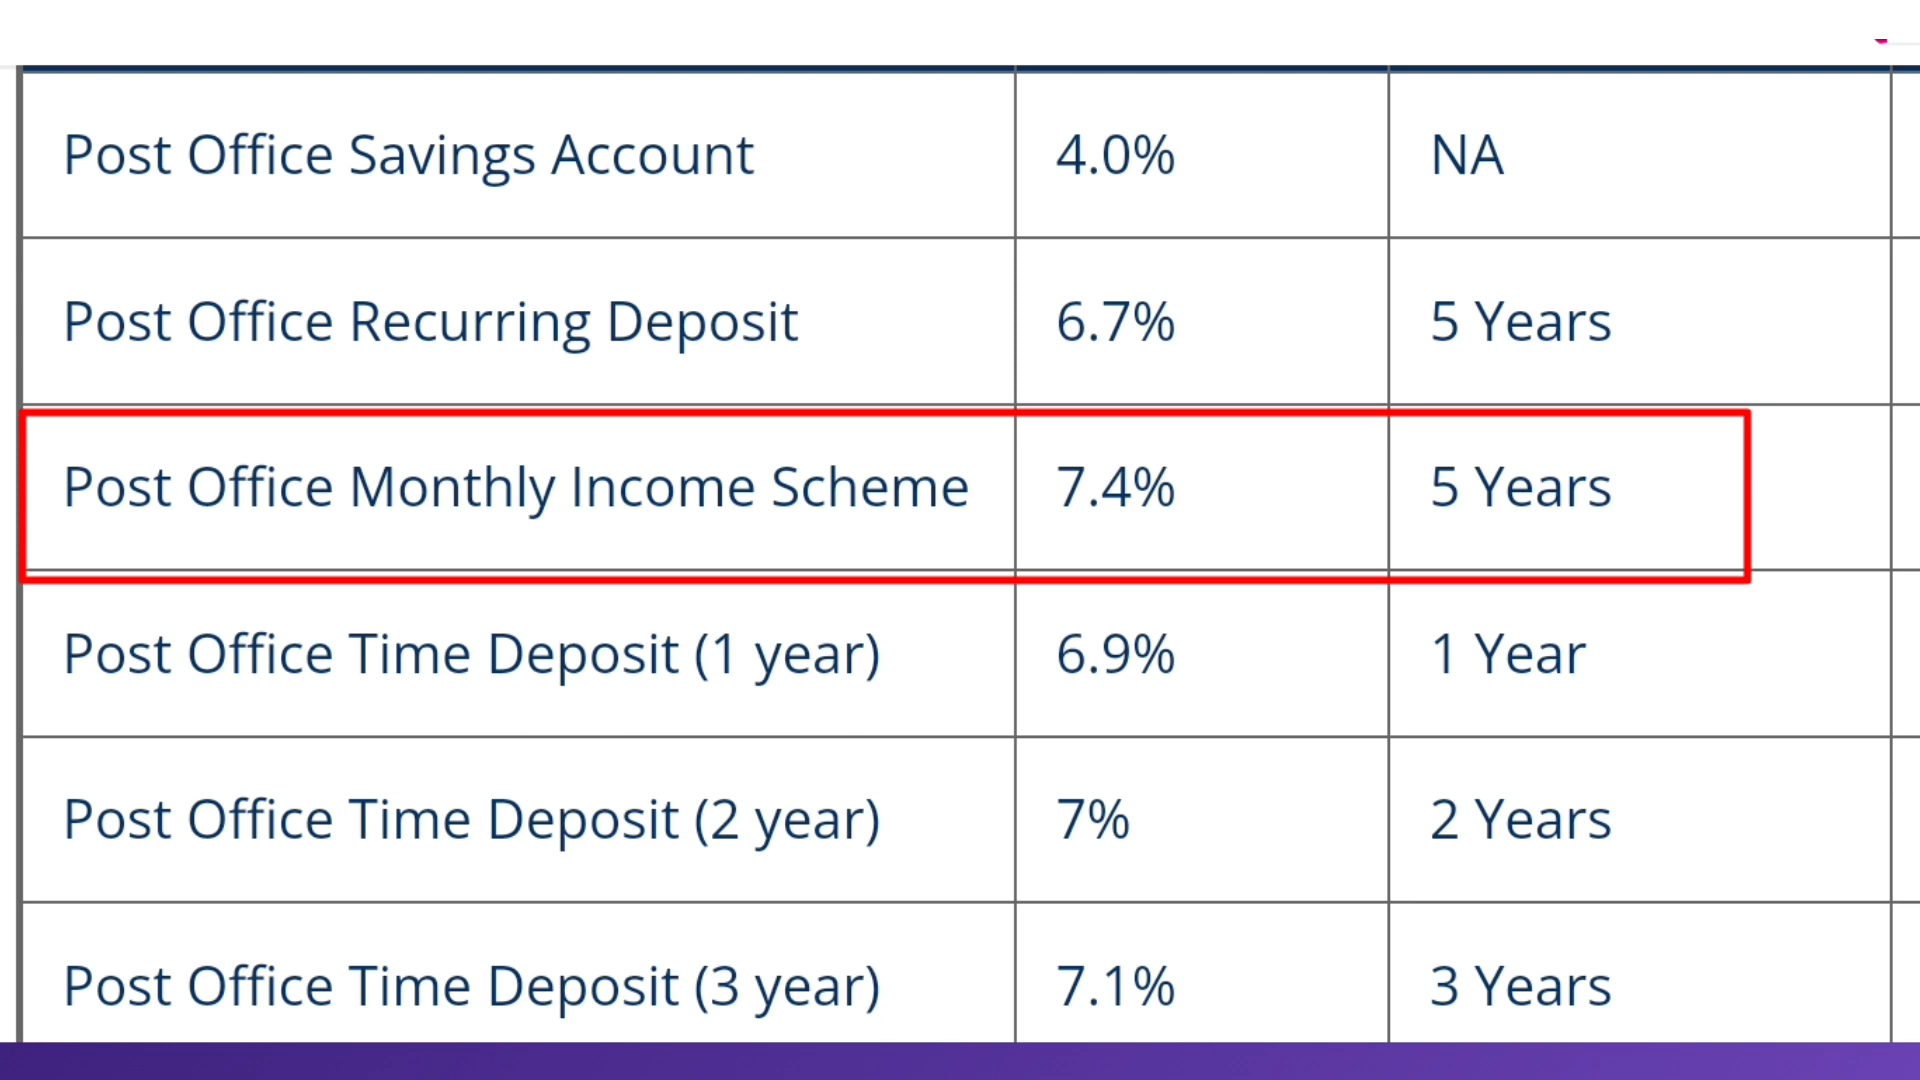 Post Office Savings Account 4.0% NA
Post Office Recurring Deposit 6.7% 5 Years
Post Office Monthly Income Scheme 7.4% 5 Years
Post Office Time Deposit (1 year) 6.9% 1 Year
Post Office Time Deposit (2 year) 7% 2 Years
Post Office Time Deposit (3 year) 7.1% 3 Years